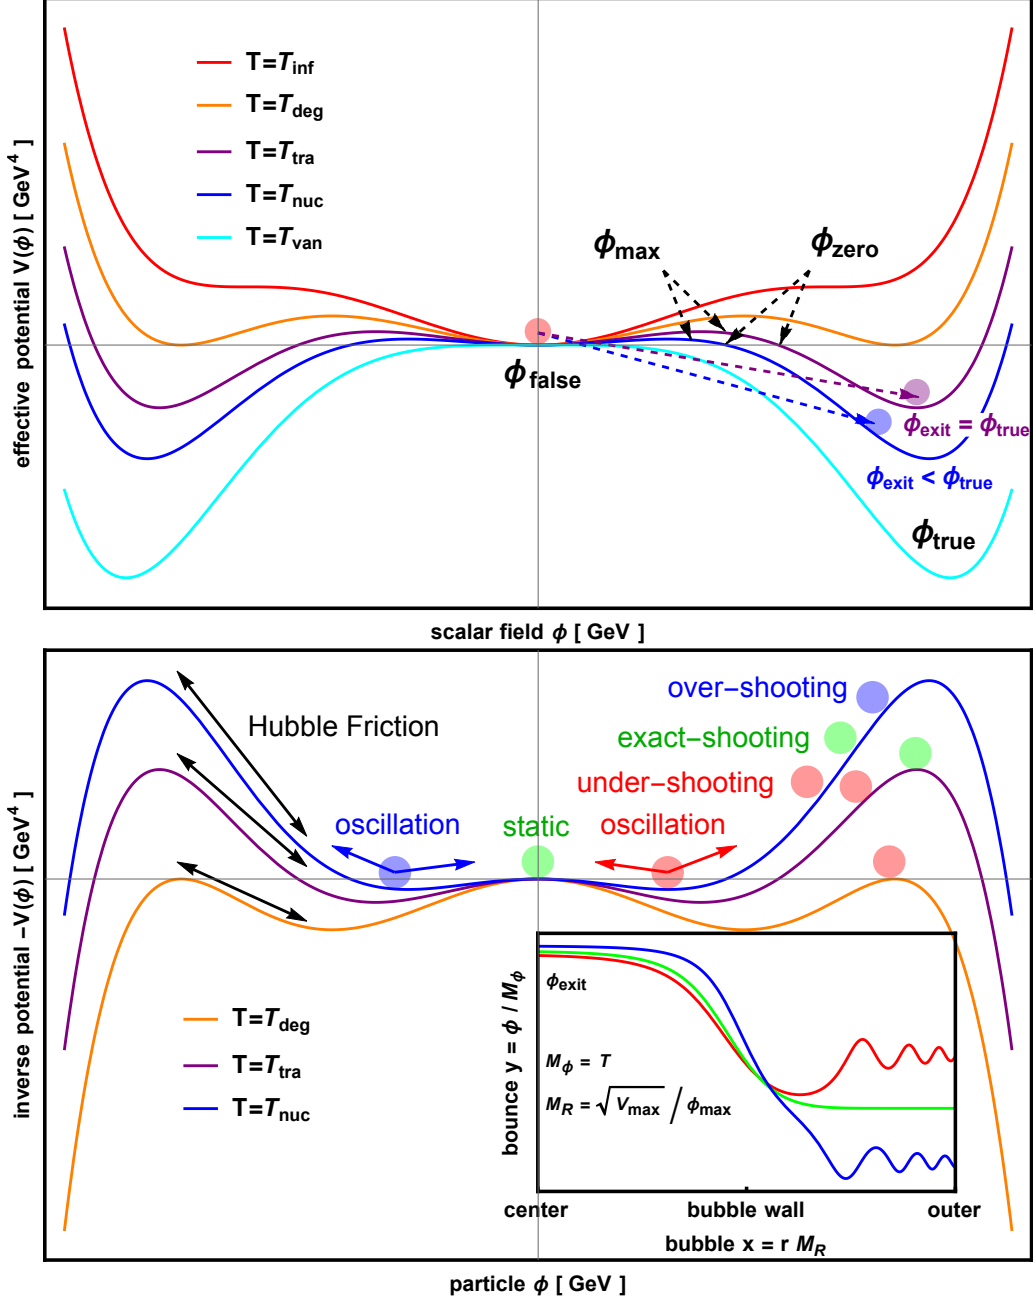 effective potential V(ϕ) [ GeV⁴ ]
T=T_inf
T=T_deg
T=T_tra
T=T_nuc
T=T_van
ϕ_max
ϕ_zero
ϕ_false
ϕ_exit = ϕ_true
ϕ_exit < ϕ_true
ϕ_true
scalar field ϕ [ GeV ]
inverse potential −V(ϕ) [ GeV⁴ ]
Hubble Friction
over−shooting
exact−shooting
under−shooting
oscillation
static
oscillation
T=T_deg
T=T_tra
T=T_nuc
bounce y = ϕ / M_ϕ
ϕ_exit
M_ϕ = T
M_R = √V_max / ϕ_max
center
bubble wall
outer
bubble x = r M_R
particle ϕ [ GeV ]